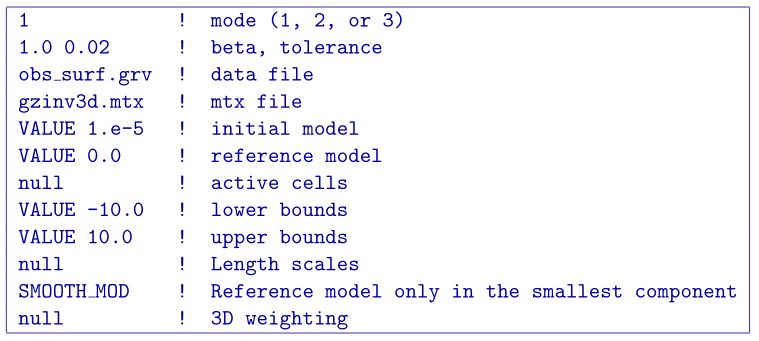 1 ! mode (1, 2, or 3)
1.0 0.02 ! beta, tolerance
obs_surf.grv ! data file
gzinv3d.mtx ! mtx file
VALUE 1.e-5 ! initial model
VALUE 0.0 ! reference model
null ! active cells
VALUE -10.0 ! lower bounds
VALUE 10.0 ! upper bounds
null ! Length scales
SMOOTH_MOD ! Reference model only in the smallest component
null ! 3D weighting